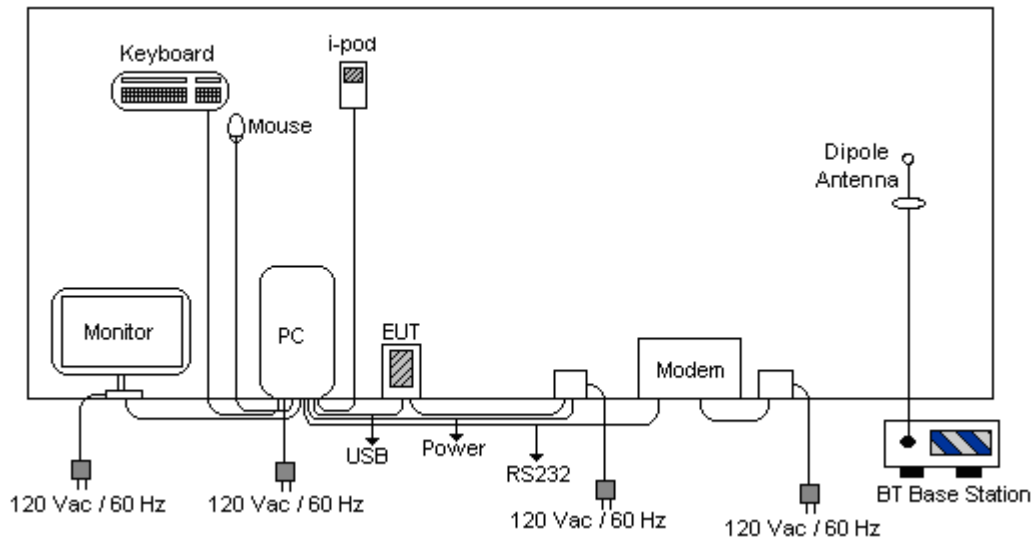 i-pod
Keyboard
Mouse
Dipole
Antenna
Monitor
PC
EUT
Modem
USB
Power
RS232
BT Base Station
120 Vac / 60 Hz
120 Vac / 60 Hz
120 Vac / 60 Hz
120 Vac / 60 Hz